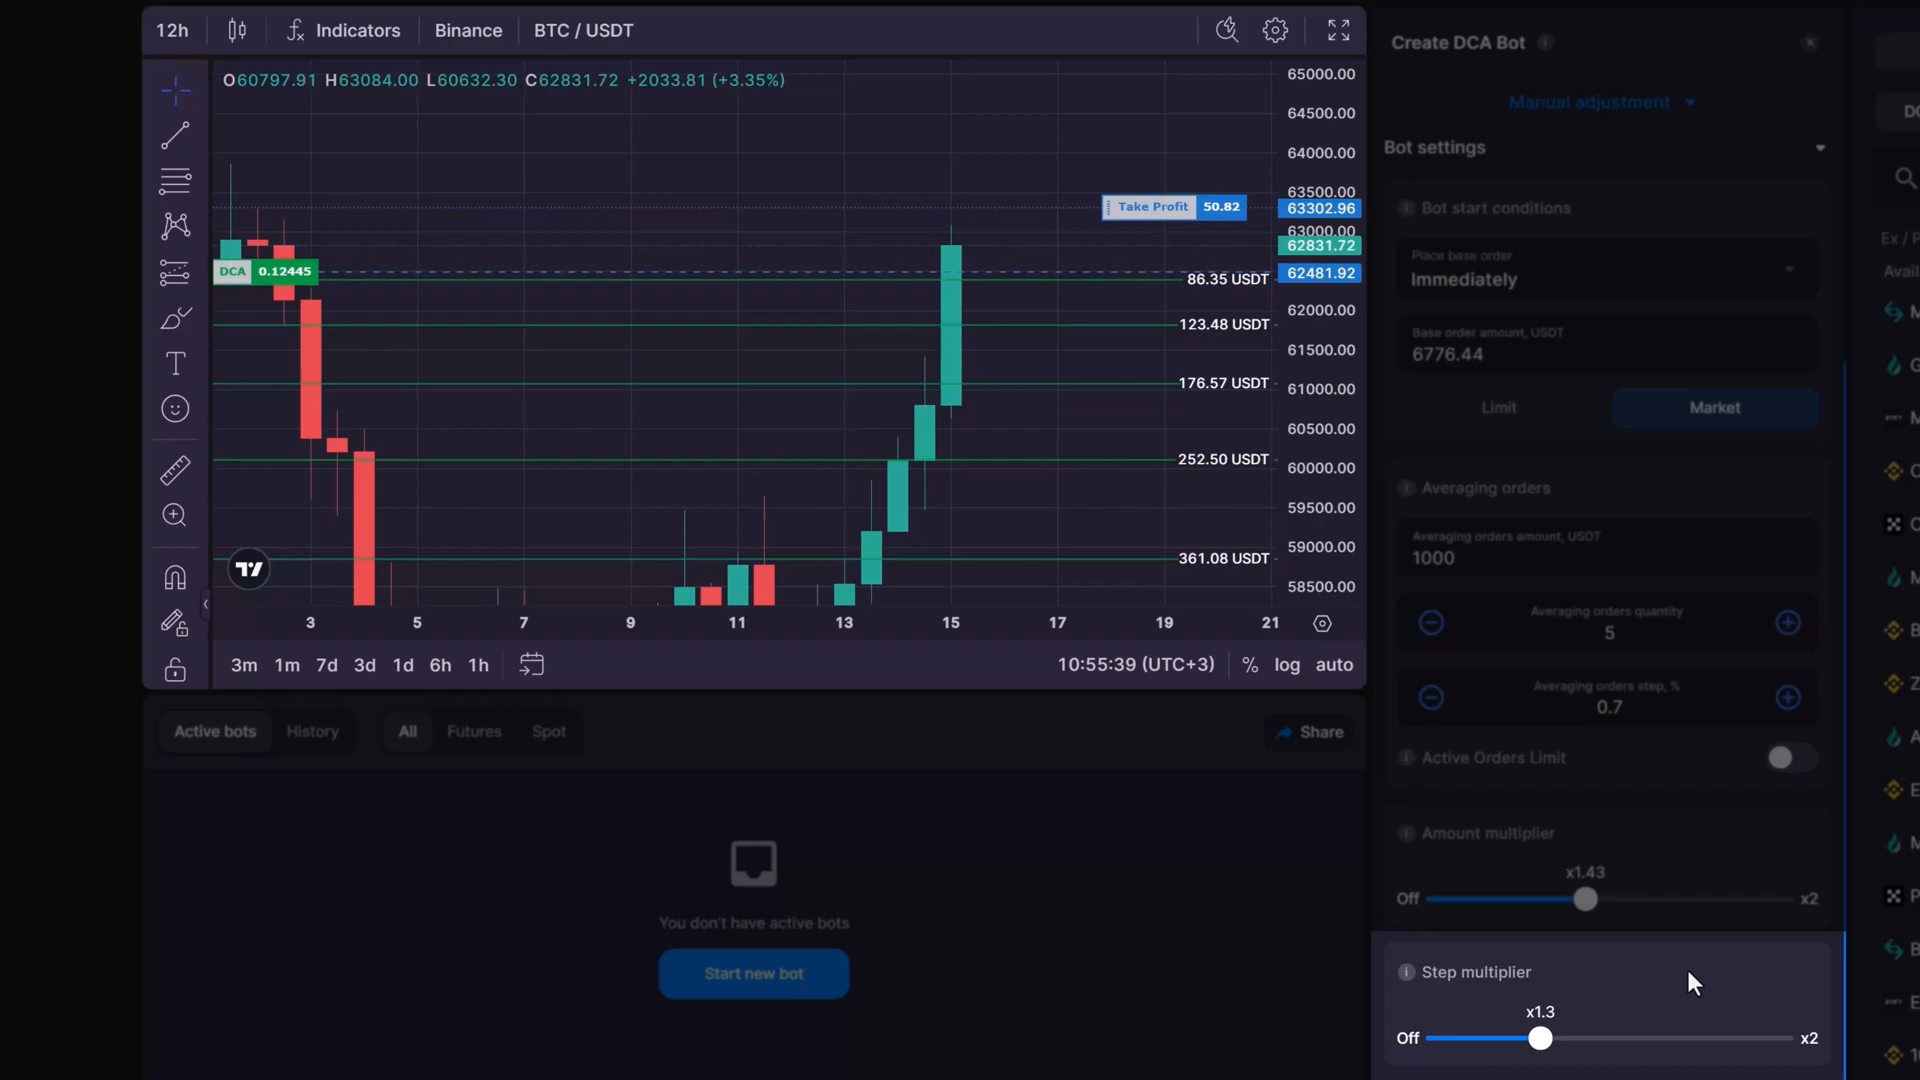 12h Indicators Binance BTC / USDT
O60797.91 H63084.00 L60632.30 C62831.72 +2033.81 (+3.35%)
65000.00
64500.00
64000.00
63500.00
Take Profit 50.82 63302.96
63000.00
62831.72
DCA 0.12445 62481.92
86.35 USDT
62000.00
123.48 USDT
61500.00
61000.00
176.57 USDT
60500.00
252.50 USDT
60000.00
59500.00
59000.00
361.08 USDT
58500.00
3 5 7 9 11 13 15 17 19 21
3m 1m 7d 3d 1d 6h 1h
10:55:39 (UTC+3) % log auto
Active bots History All Futures Spot Share
You don't have active bots
Start new bot
Create DCA Bot
Manual adjustment
Bot settings
Bot start conditions
Place base order
Immediately
Base order amount, USDT
6776.44
Limit Market
Averaging orders
Averaging orders amount, USDT
1000
Averaging orders quantity
5
Averaging orders step, %
0.7
Active Orders Limit
Amount multiplier
x1.43
Off x2
Step multiplier
x1.3
Off x2
Ex / P